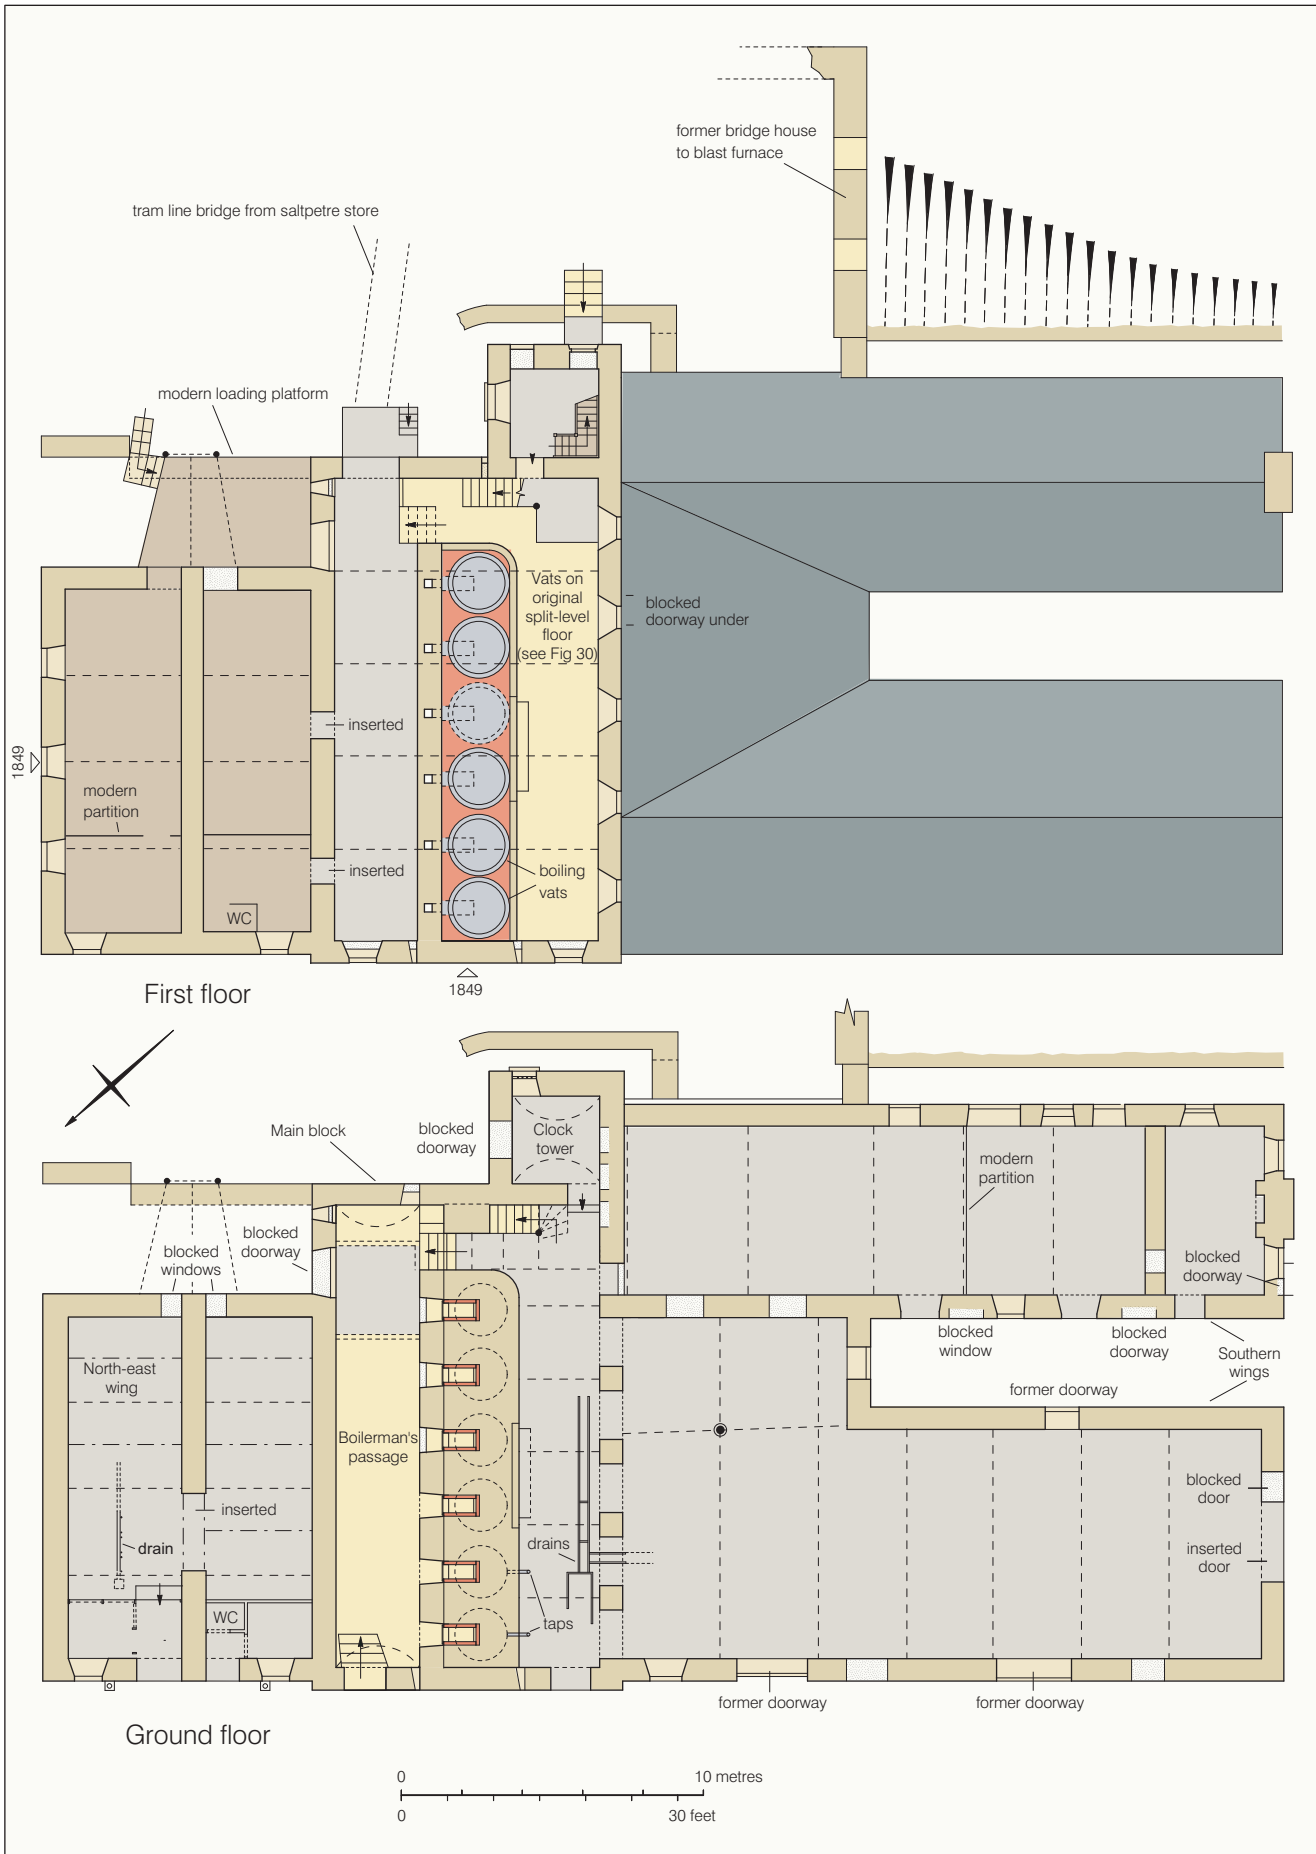 former bridge house
to blast furnace
tram line bridge from saltpetre store
modern loading platform
Vats on
original
split-level
floor
(see Fig 30)
blocked
doorway under
inserted
1849
modern
partition
inserted
boiling
vats
WC
First floor
1849
Main block
blocked
doorway
Clock
tower
modern
partition
blocked
doorway
blocked
windows
blocked
doorway
blocked
window
blocked
doorway
Southern
wings
North-east
wing
former doorway
Boilerman's
passage
blocked
door
inserted
drain
drains
inserted
door
WC
taps
former doorway
former doorway
Ground floor
0
10 metres
0
30 feet